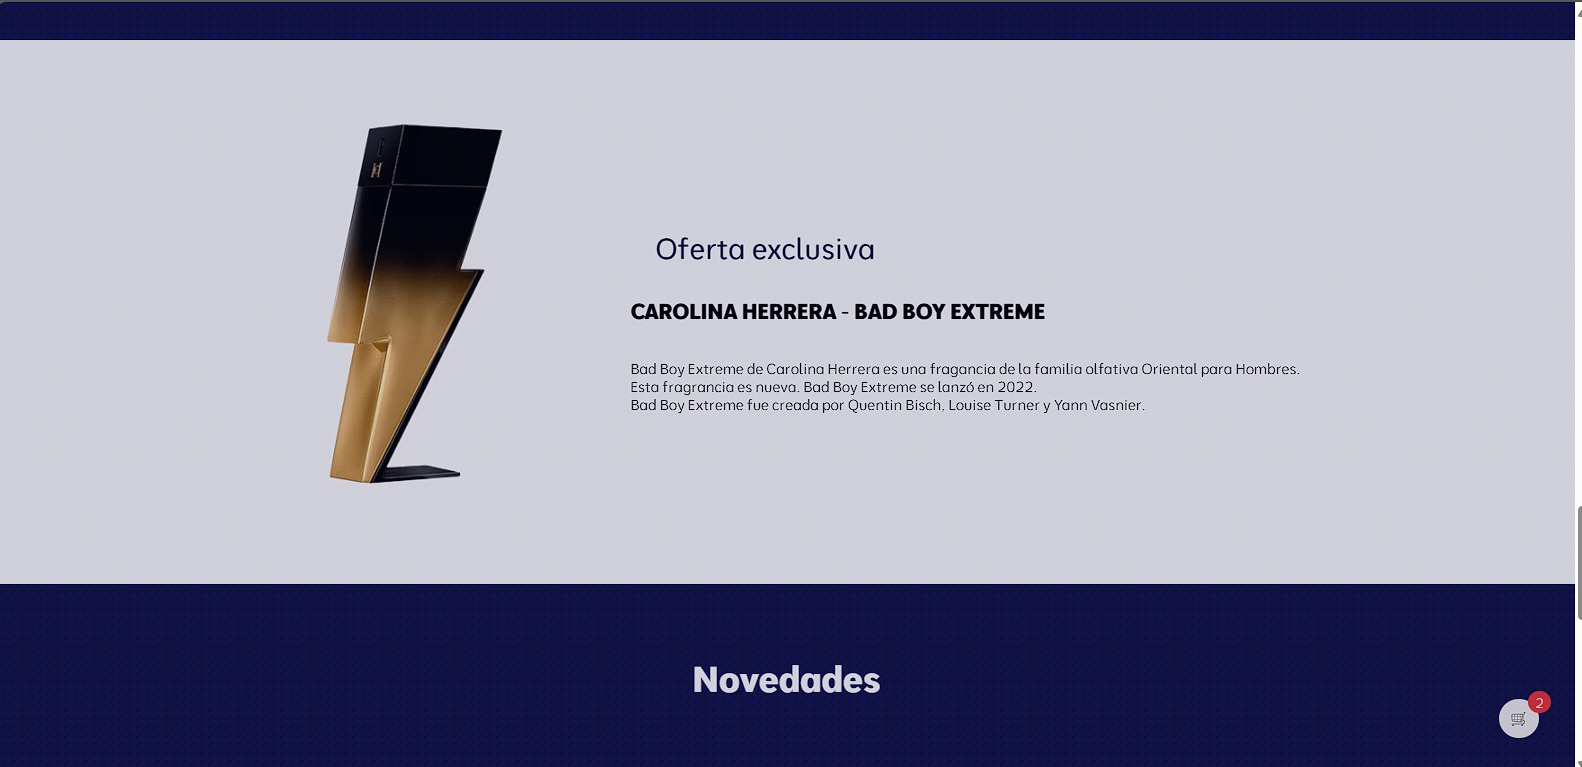 Oferta exclusiva
CAROLINA HERRERA - BAD BOY EXTREME
Bad Boy Extreme de Carolina Herrera es una fragancia de la familia olfativa Oriental para Hombres.
Esta fragrancia es nueva. Bad Boy Extreme se lanzó en 2022.
Bad Boy Extreme fue creada por Quentin Bisch, Louise Turner y Yann Vasnier.
Novedades
2